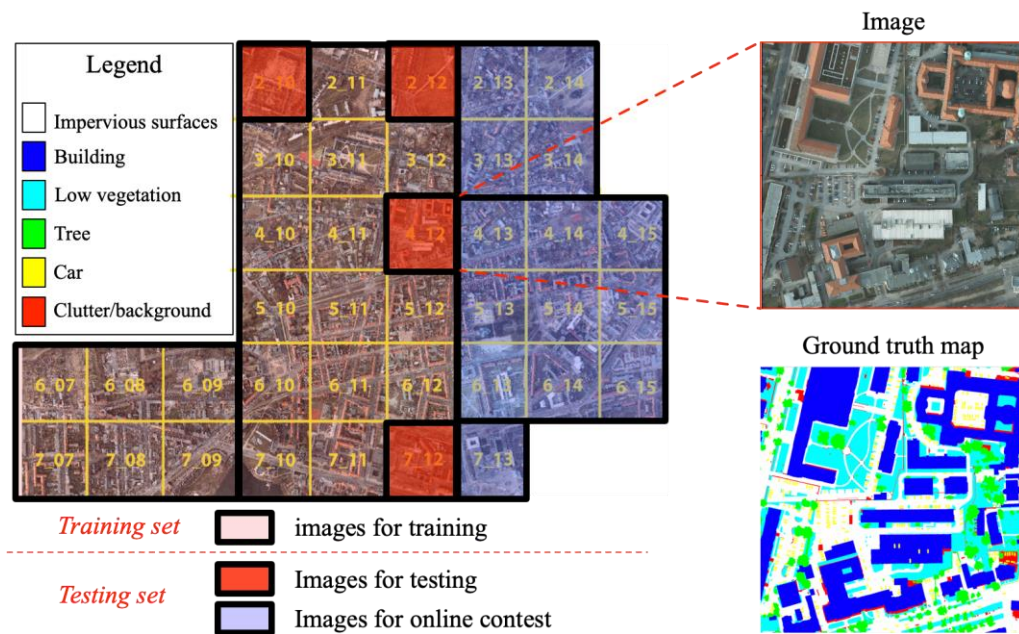 Legend
Impervious surfaces
Building
Low vegetation
Tree
Car
Clutter/background
2_10 2_11 2_12 2_13 2_14
3_10 3_11 3_12 3_13 3_14
4_10 4_11 4_12 4_13 4_14 4_15
5_10 5_11 5_12 5_13 5_14 5_15
6_07 6_08 6_09 6_10 6_11 6_12 6_13 6_14 6_15
7_07 7_08 7_09 7_10 7_11 7_12 7_13
Training set images for training
Testing set
Images for testing
Images for online contest
Image
Ground truth map